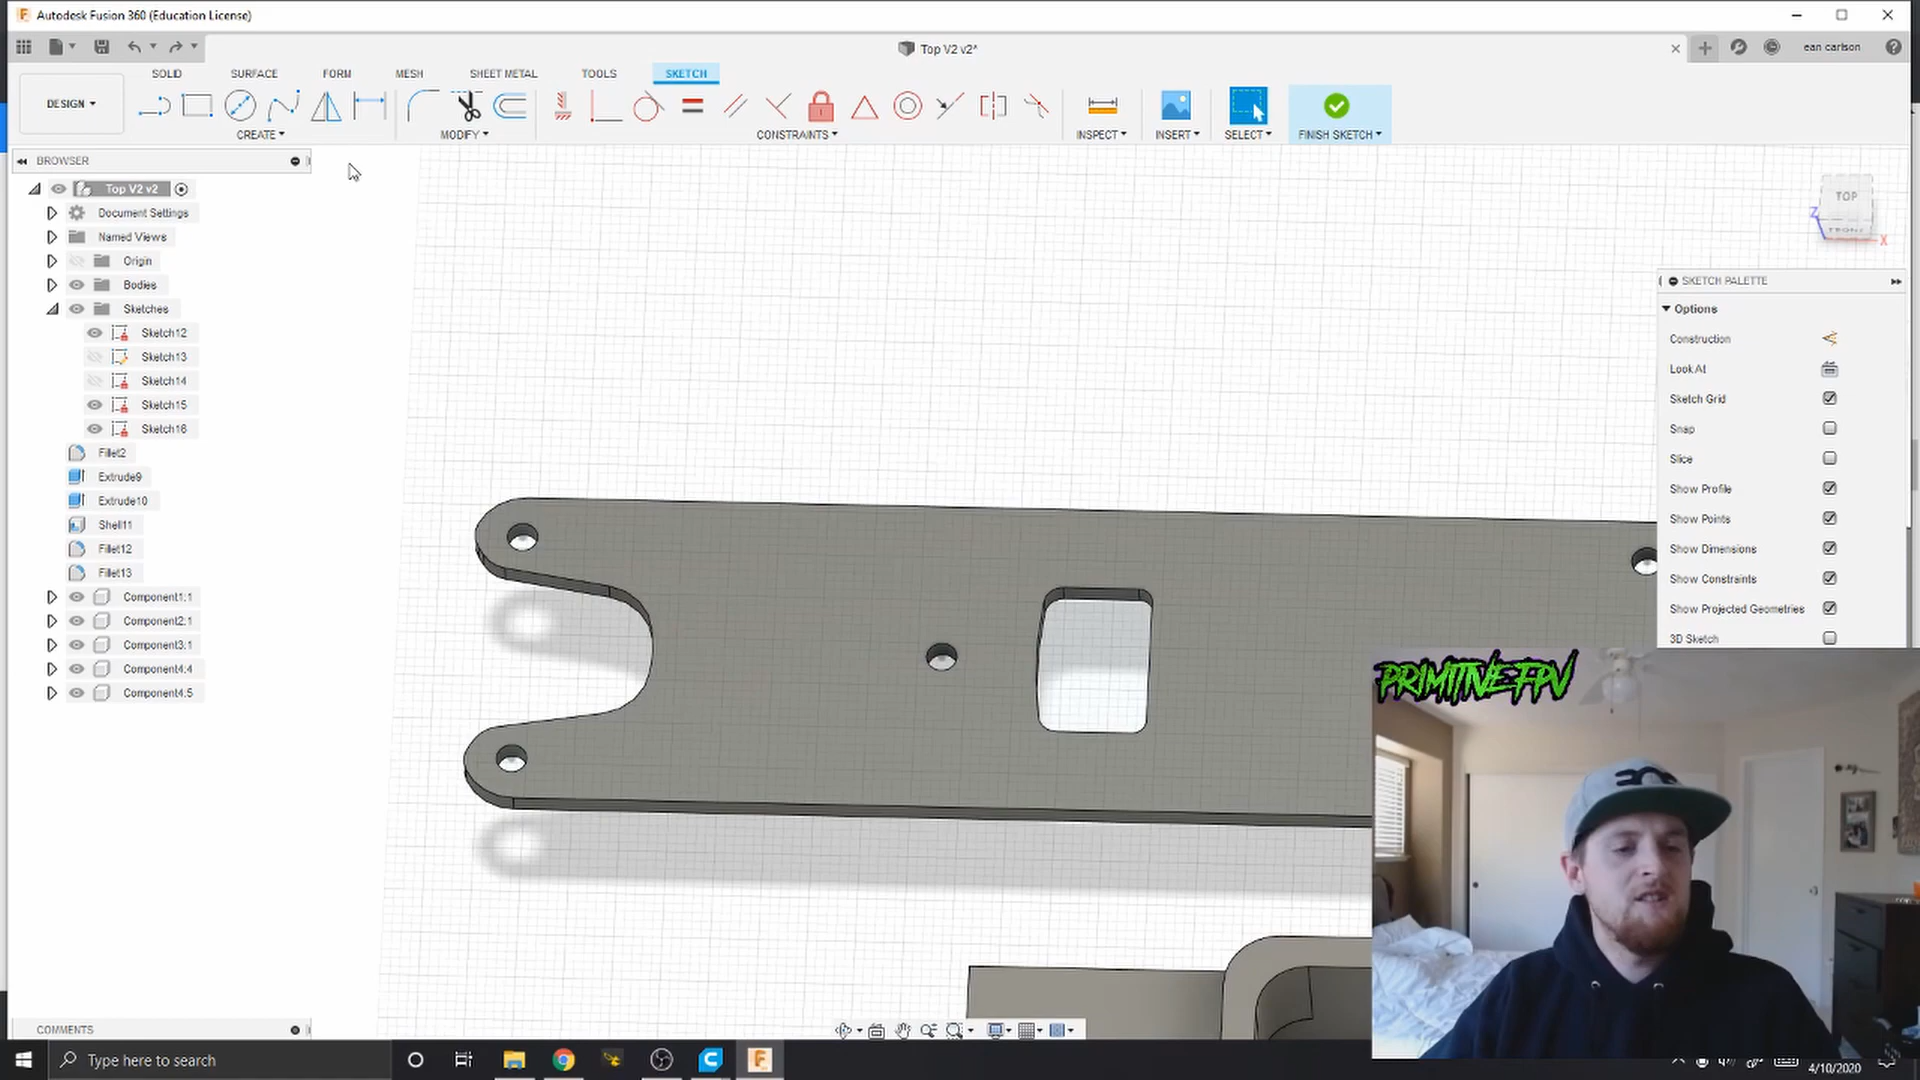 Autodesk Fusion 360 (Education License)
Top V2 v2*
ean carlson
SOLID
SURFACE
FORM
MESH
SHEET METAL
TOOLS
SKETCH
DESIGN
CREATE
MODIFY
CONSTRAINTS
INSPECT
INSERT
SELECT
FINISH SKETCH
BROWSER
Top V2 v2
Document Settings
Named Views
Origin
Bodies
Sketches
Sketch12
Sketch13
Sketch14
Sketch15
Sketch16
Fillet2
Extrude9
Extrude10
Shell11
Fillet12
Fillet13
Component1:1
Component2:1
Component3:1
Component4:4
Component4:5
TOP
FRONT
Z
X
SKETCH PALETTE
Options
Construction
Look At
Sketch Grid
Snap
Slice
Show Profile
Show Points
Show Dimensions
Show Constraints
Show Projected Geometries
3D Sketch
PRIMITIVE FPV
COMMENTS
Type here to search
4/10/2020